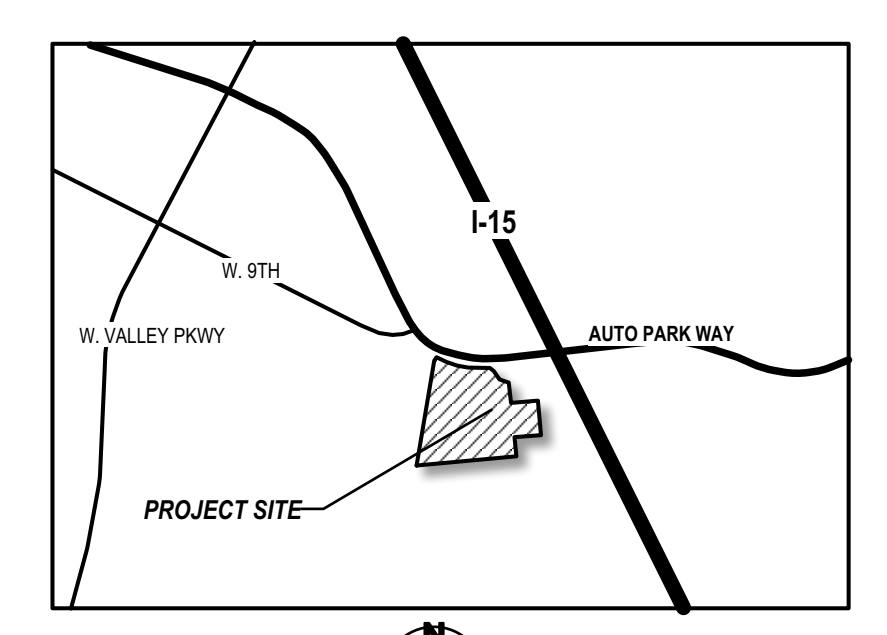 I-15
W. 9TH
W. VALLEY PKWY
AUTO PARK WAY
PROJECT SITE
N